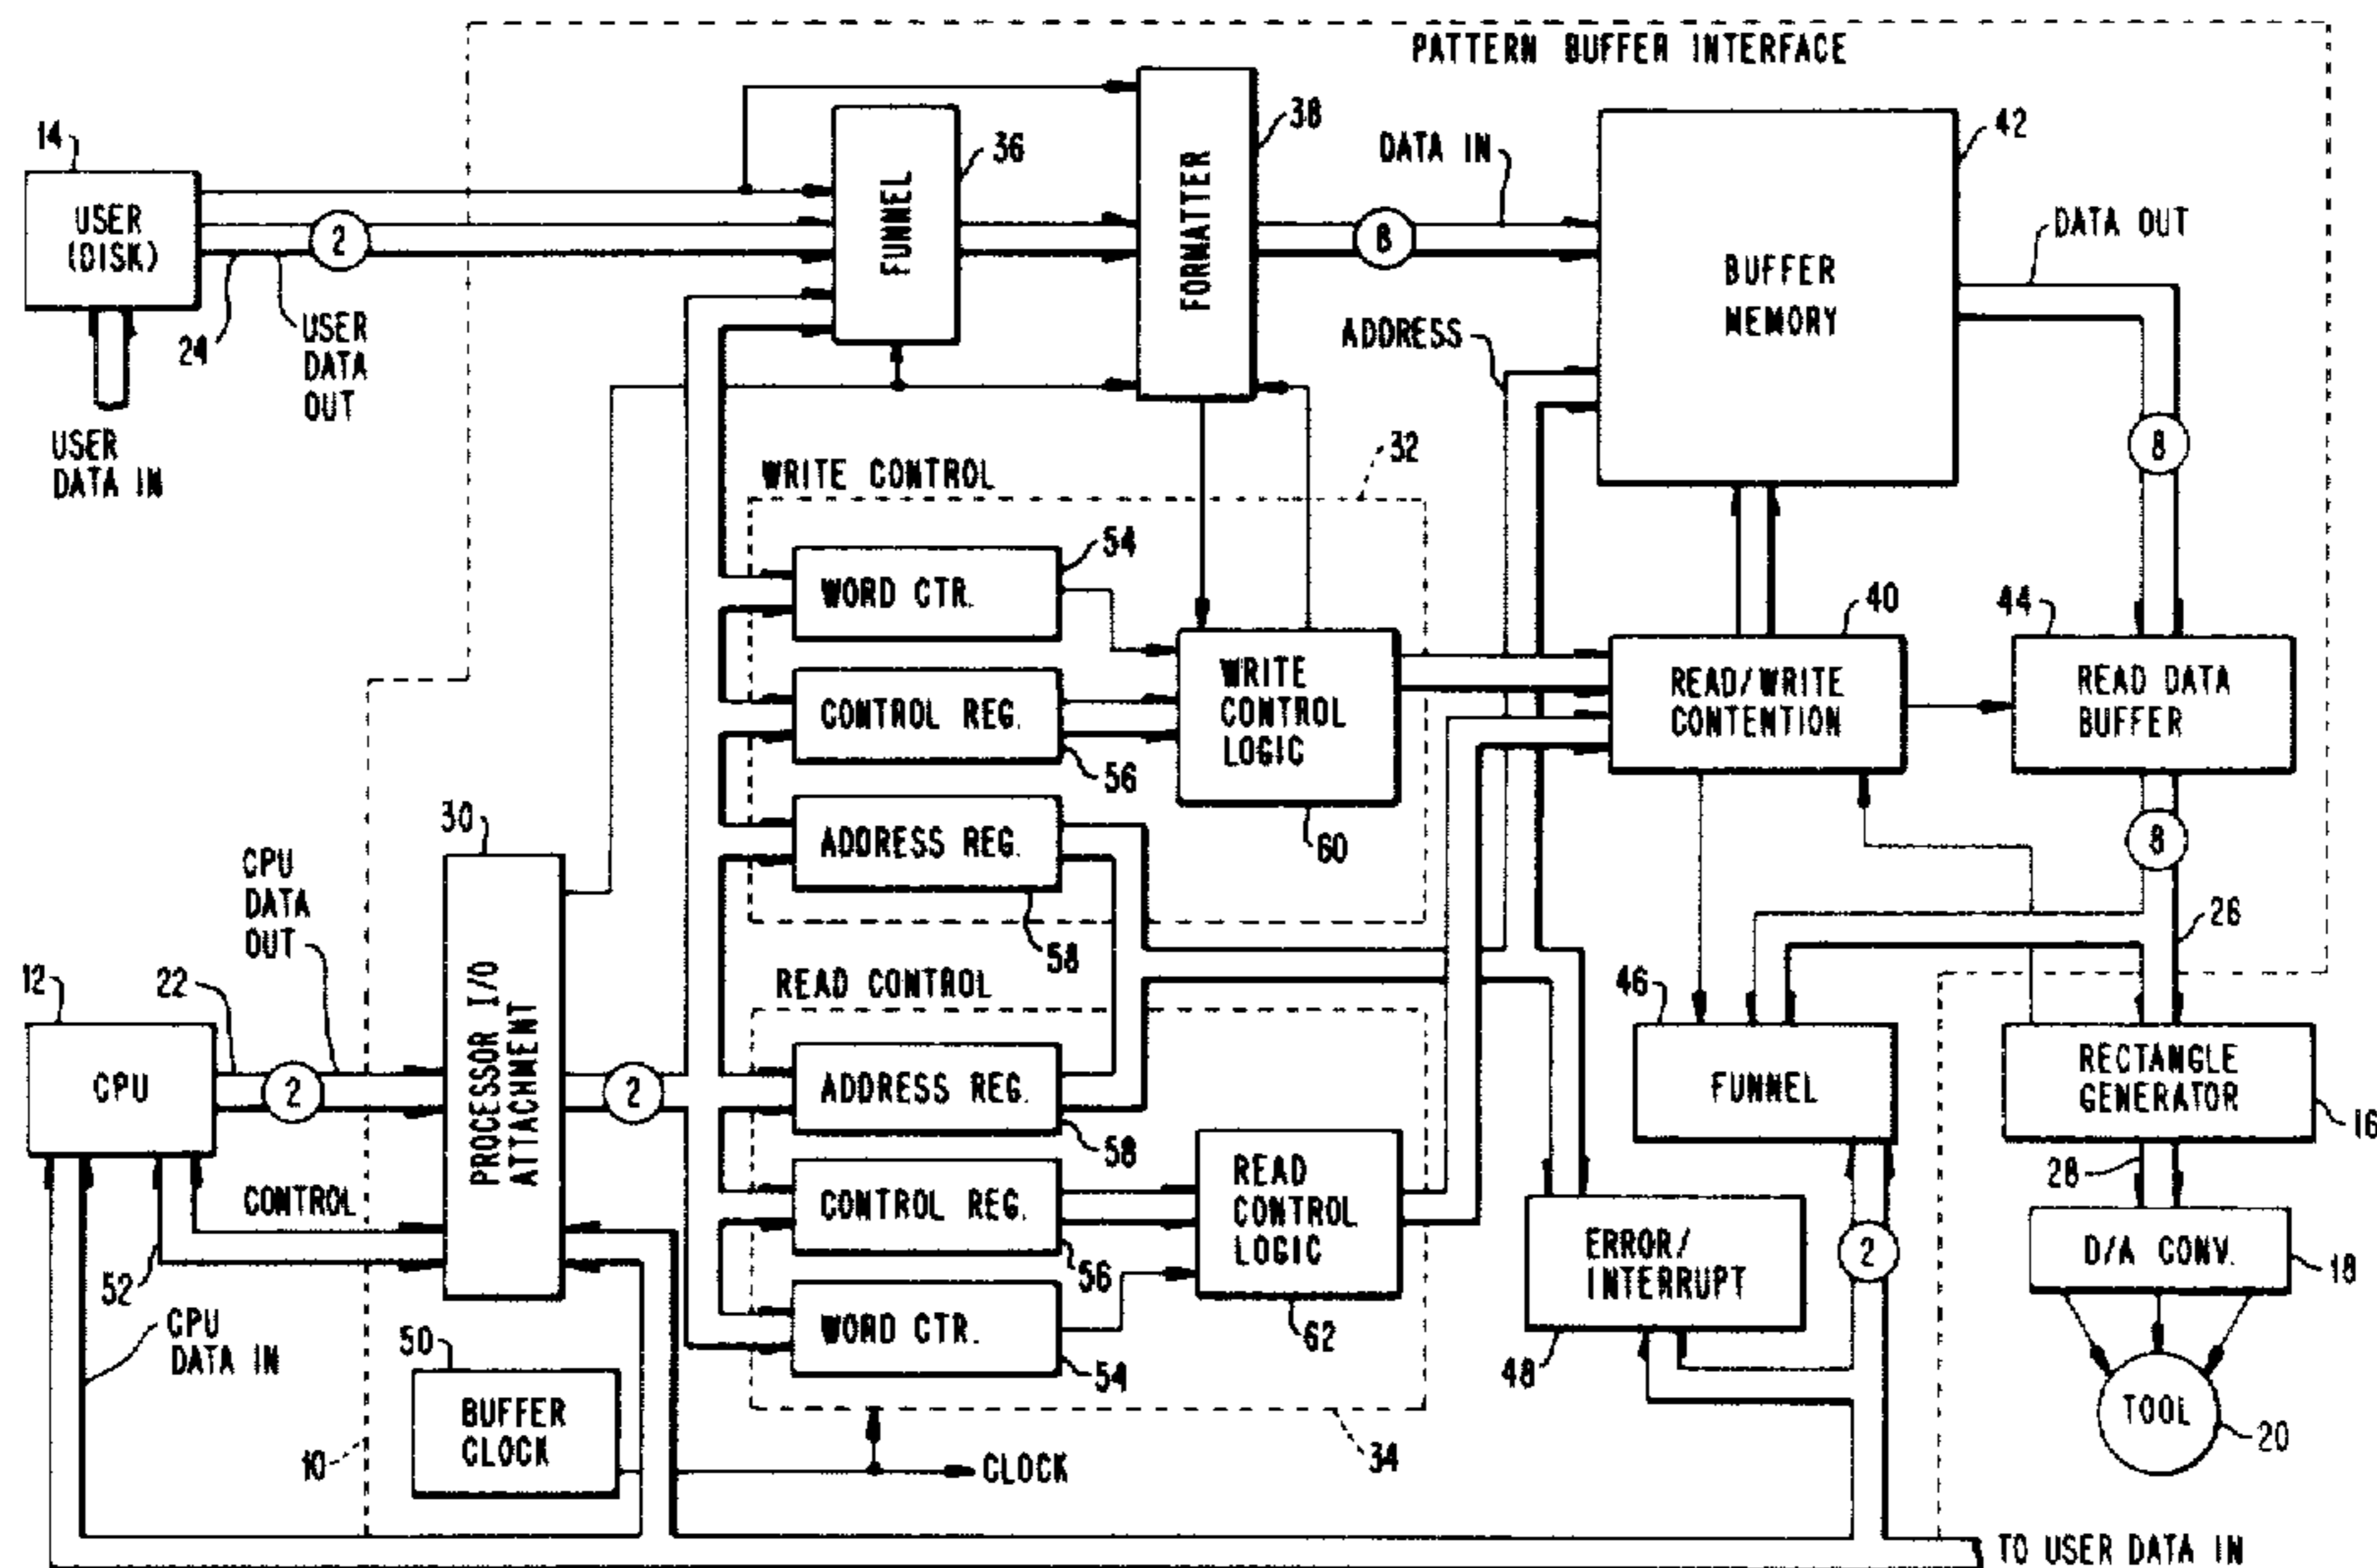 PATTERN BUFFER INTERFACE
14
USER
(DISK)
2
24
USER
DATA
OUT
USER
DATA IN
FUNNEL
36
FORMATTER
38
DATA IN
8
ADDRESS
BUFFER
MEMORY
42
DATA OUT
8
WRITE CONTROL
32
WORD CTR.
54
CONTROL REG.
56
ADDRESS REG.
58
WRITE
CONTROL
LOGIC
60
READ/WRITE
CONTENTION
40
READ DATA
BUFFER
44
8
26
30
PROCESSOR I/O
ATTACHMENT
CPU
DATA
OUT
12
22
CPU
2
2
CONTROL
52
CPU
DATA IN
50
BUFFER
CLOCK
10
READ CONTROL
ADDRESS REG.
58
CONTROL REG.
56
WORD CTR.
54
READ
CONTROL
LOGIC
62
34
CLOCK
46
FUNNEL
2
ERROR/
INTERRUPT
48
RECTANGLE
GENERATOR
16
28
D/A CONV.
18
TOOL
20
TO USER DATA IN